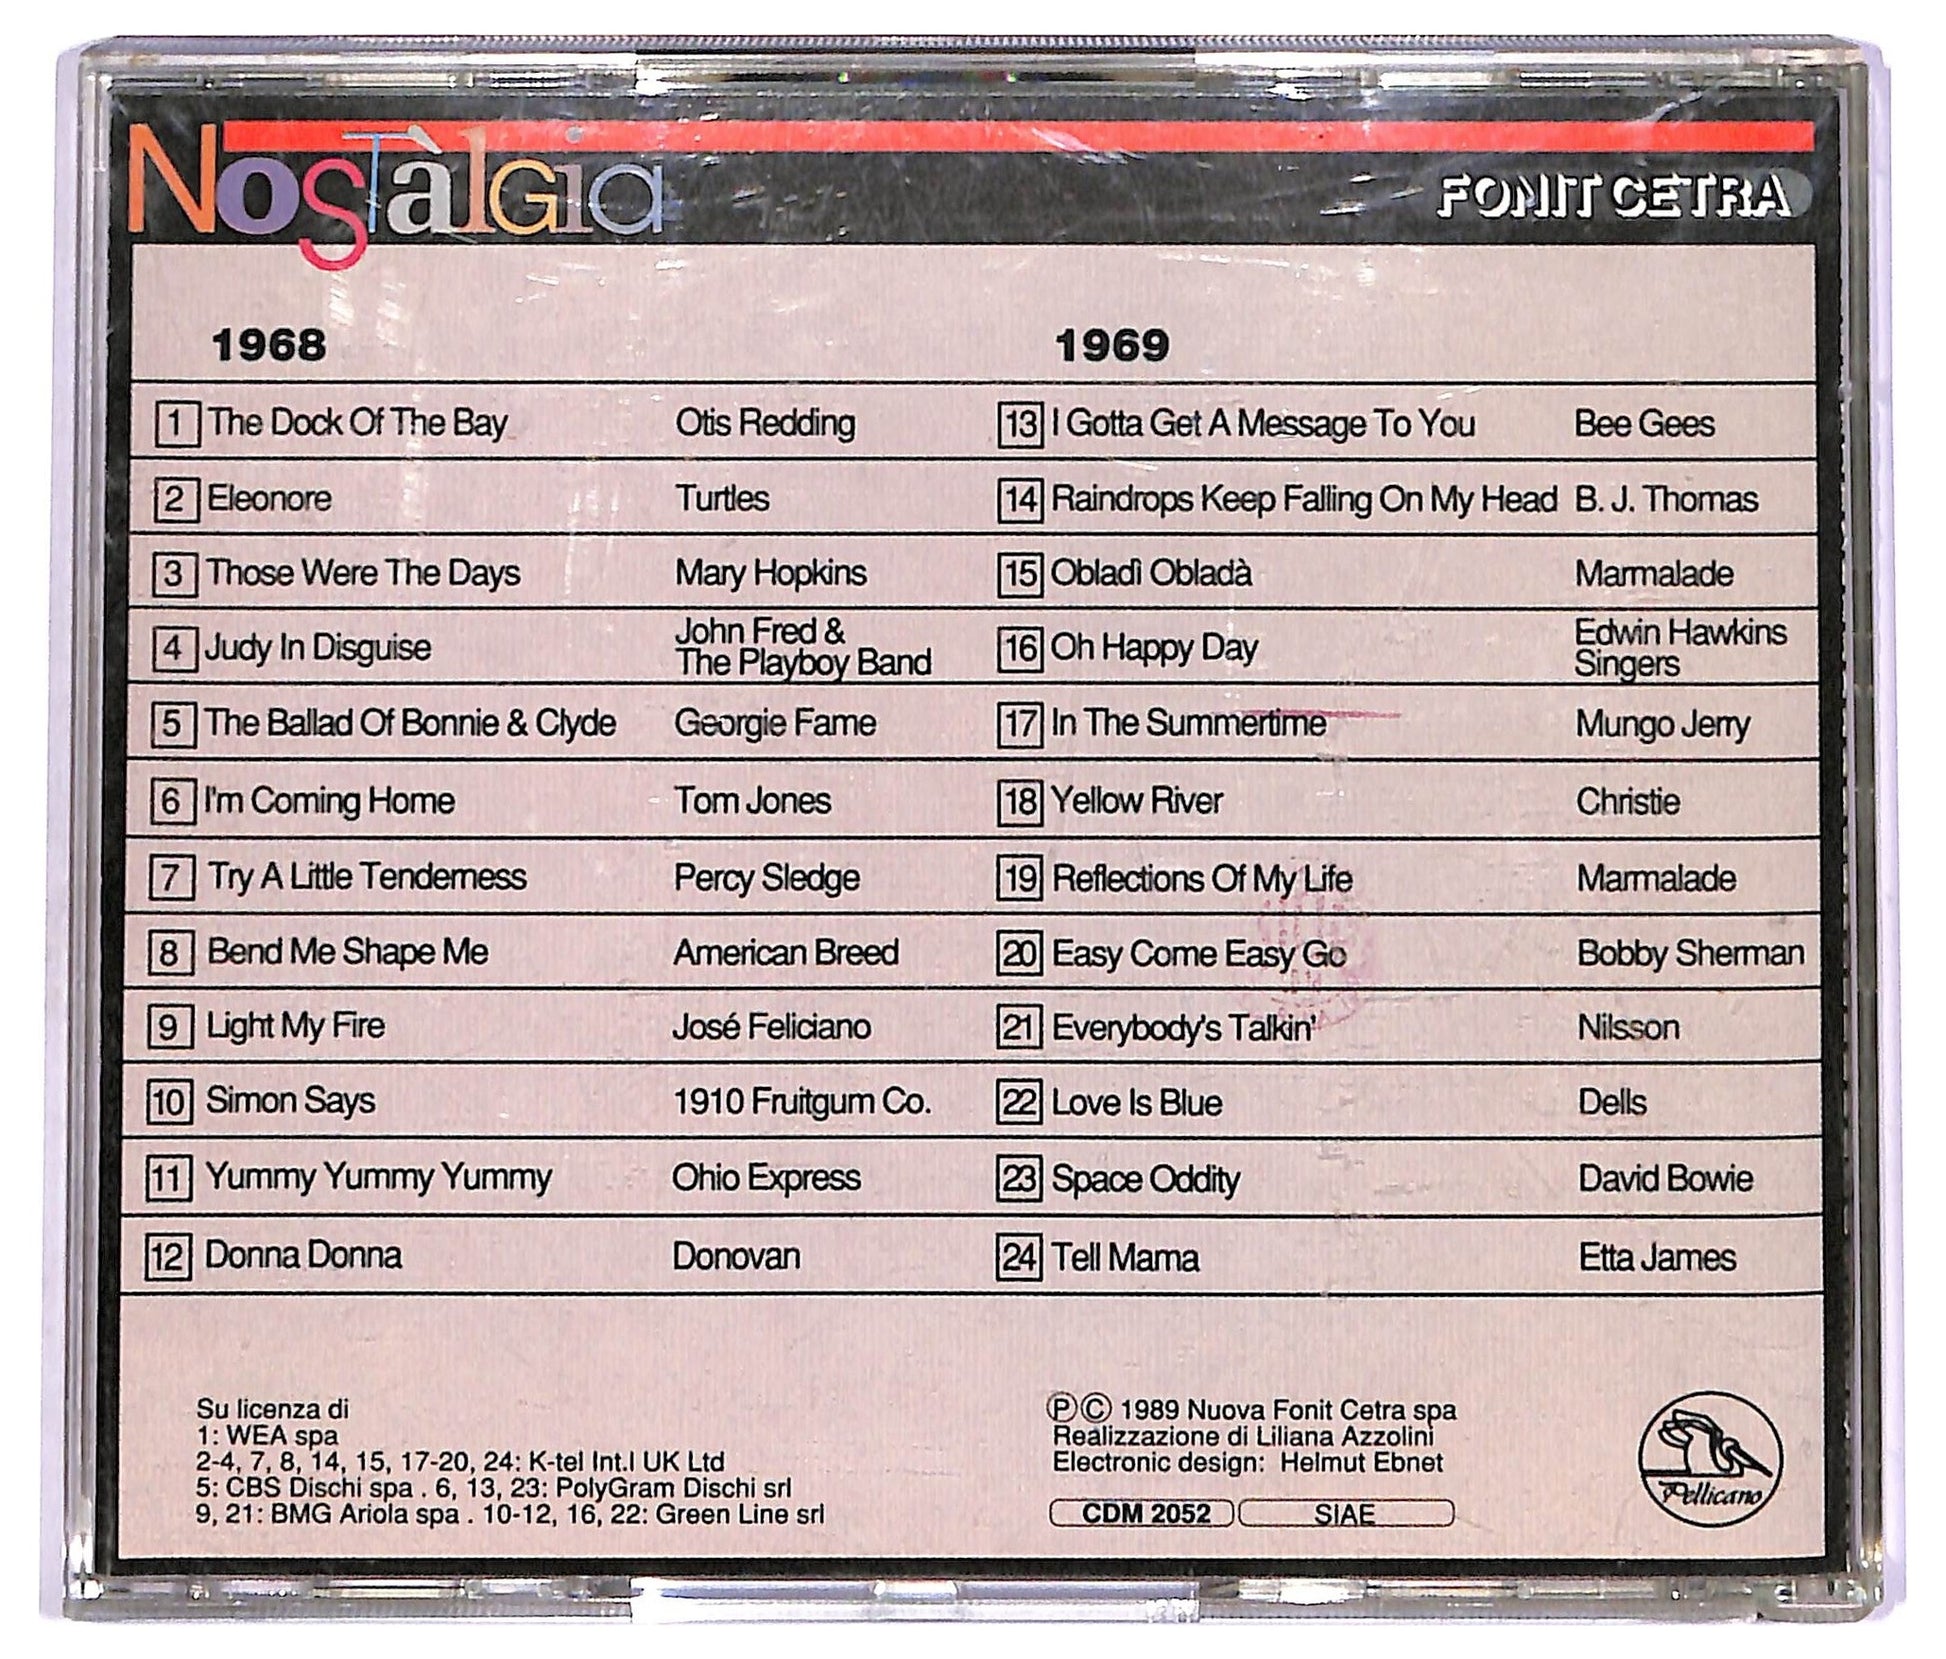 Nostàlgia
FONIT CETRA
1968
1 The Dock Of The Bay Otis Redding
2 Eleonore Turtles
3 Those Were The Days Mary Hopkins
4 Judy In Disguise John Fred &
The Playboy Band
5 The Ballad Of Bonnie & Clyde Georgie Fame
6 I'm Coming Home Tom Jones
7 Try A Little Tenderness Percy Sledge
8 Bend Me Shape Me American Breed
9 Light My Fire José Feliciano
10 Simon Says 1910 Fruitgum Co.
11 Yummy Yummy Yummy Ohio Express
12 Donna Donna Donovan
1969
13 I Gotta Get A Message To You Bee Gees
14 Raindrops Keep Falling On My Head B. J. Thomas
15 Obladì Obladà Marmalade
16 Oh Happy Day Edwin Hawkins
Singers
17 In The Summertime Mungo Jerry
18 Yellow River Christie
19 Reflections Of My Life Marmalade
20 Easy Come Easy Go Bobby Sherman
21 Everybody's Talkin' Nilsson
22 Love Is Blue Dells
23 Space Oddity David Bowie
24 Tell Mama Etta James
Su licenza di
1: WEA spa
2-4, 7, 8, 14, 15, 17-20, 24: K-tel Int.l UK Ltd
5: CBS Dischi spa . 6, 13, 23: PolyGram Dischi srl
9, 21: BMG Ariola spa . 10-12, 16, 22: Green Line srl
ⓅⒸ 1989 Nuova Fonit Cetra spa
Realizzazione di Liliana Azzolini
Electronic design: Helmut Ebnet
CDM 2052 SIAE
Pellicano